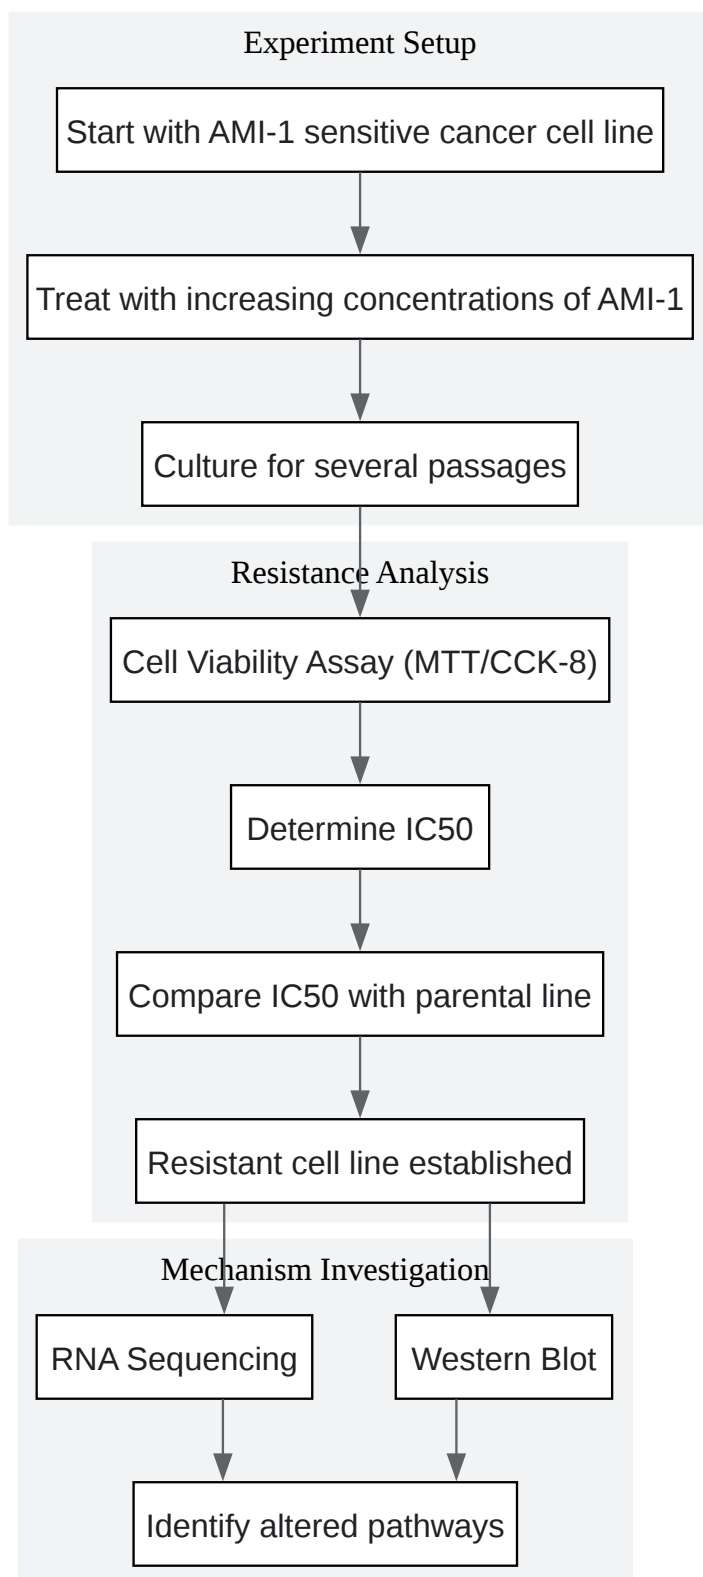 Experiment Setup
Start with AMI-1 sensitive cancer cell line
Treat with increasing concentrations of AMI-1
Culture for several passages
Resistance Analysis
Cell Viability Assay (MTT/CCK-8)
Determine IC50
Compare IC50 with parental line
Resistant cell line established
Mechanism Investigation
RNA Sequencing
Western Blot
Identify altered pathways